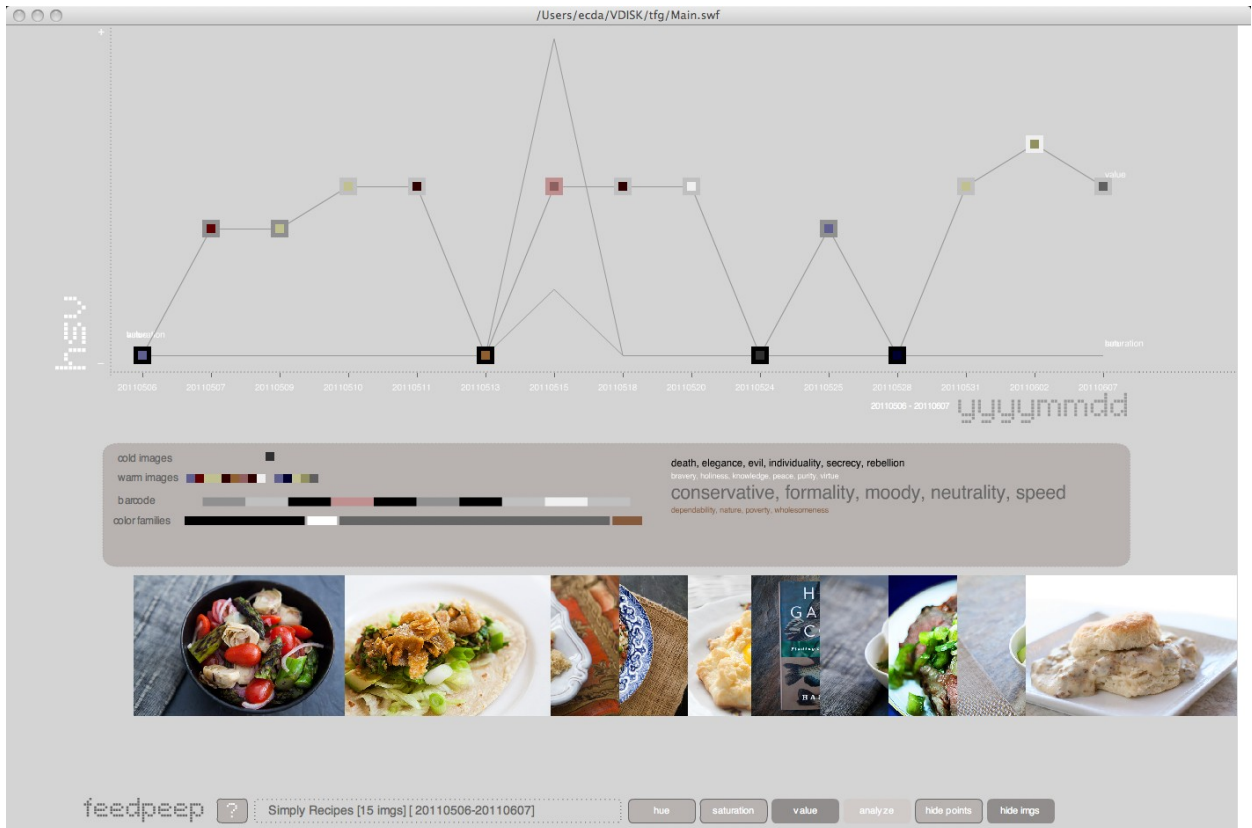 /Users/ecda/VDISK/tfg/Main.swf
+
value
hsv
saturation
saturation
-
20110506 20110507 20110509 20110510 20110511 20110513 20110515 20110518 20110520 20110524 20110525 20110528 20110531 20110602 20110607
20110506 - 20110607 yyyymmdd
cold images
warm images
barcode
color families
death, elegance, evil, individuality, secrecy, rebellion
bravery, holiness, knowledge, peace, purity, virtue
conservative, formality, moody, neutrality, speed
dependability, nature, poverty, wholesomeness
feedpeep ? Simply Recipes [15 imgs] [ 20110506-20110607] hue saturation value analyze hide points hide imgs